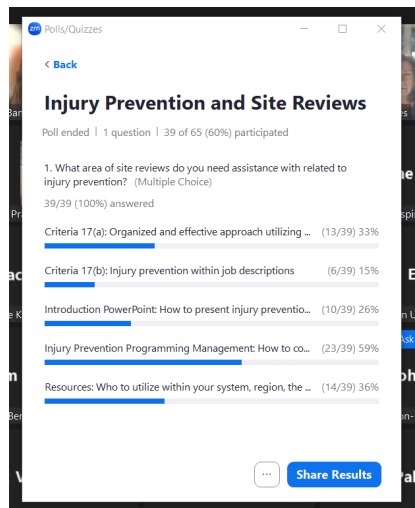 zm Polls/Quizzes
< Back
Injury Prevention and Site Reviews
Poll ended | 1 question | 39 of 65 (60%) participated
1. What area of site reviews do you need assistance with related to
injury prevention? (Multiple Choice)
39/39 (100%) answered
Criteria 17(a): Organized and effective approach utilizing ... (13/39) 33%
Criteria 17(b): Injury prevention within job descriptions (6/39) 15%
Introduction PowerPoint: How to present injury preventio... (10/39) 26%
Injury Prevention Programming Management: How to co... (23/39) 59%
Resources: Who to utilize within your system, region, the ... (14/39) 36%
... Share Results
Ask